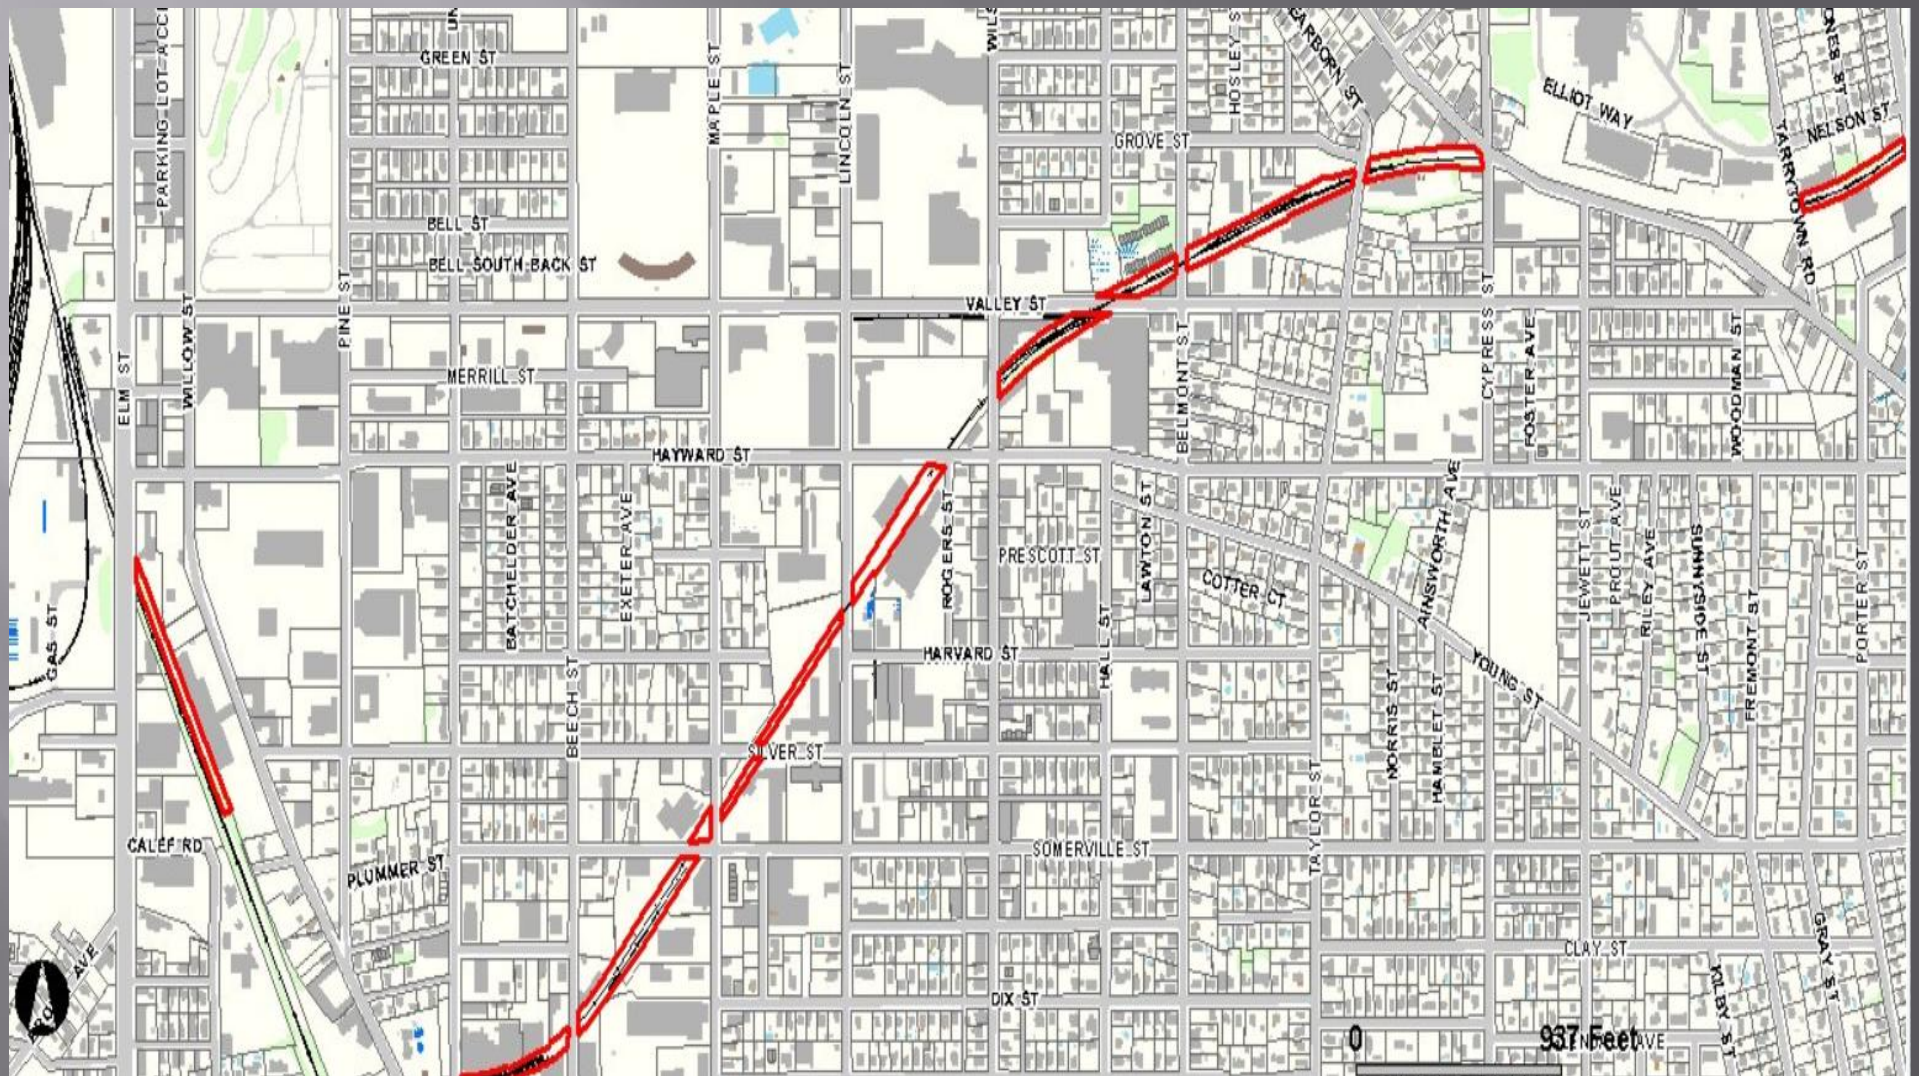 GREEN ST
PARKING LOT ACCE
MAPLE ST
LINCOLN ST
WILS
HOSLEY S
GROVE ST
ELLIOT WAY
ONES ST
NELSON ST
TARRYTOWN RD
BELL ST
BELL SOUTH BACK ST
PINE ST
WILLOW ST
ELM ST
VALLEY ST
MERRILL ST
BELMONT ST
CYPRESS ST
FOSTER AVE
WOODMAN ST
HAYWARD ST
BATCHELDER AVE
EXETER AVE
ROGERS ST
PRESCOTT ST
LAWTON ST
COTTER CT
AINSWORTH AVE
JEWETT ST
PROUT AVE
RILEY AVE
SUNNYSIDE ST
FREMONT ST
PORTER ST
GAS ST
BEECH ST
HARVARD ST
HALL ST
YOUNG ST
NORRIS ST
HAMBLET ST
SILVER ST
TAYLOR ST
CALEF RD
PLUMMER ST
SOMERVILLE ST
CLAY ST
GRAY ST
KILBY ST
DIX ST
AVE
0
937 Feet
AVE